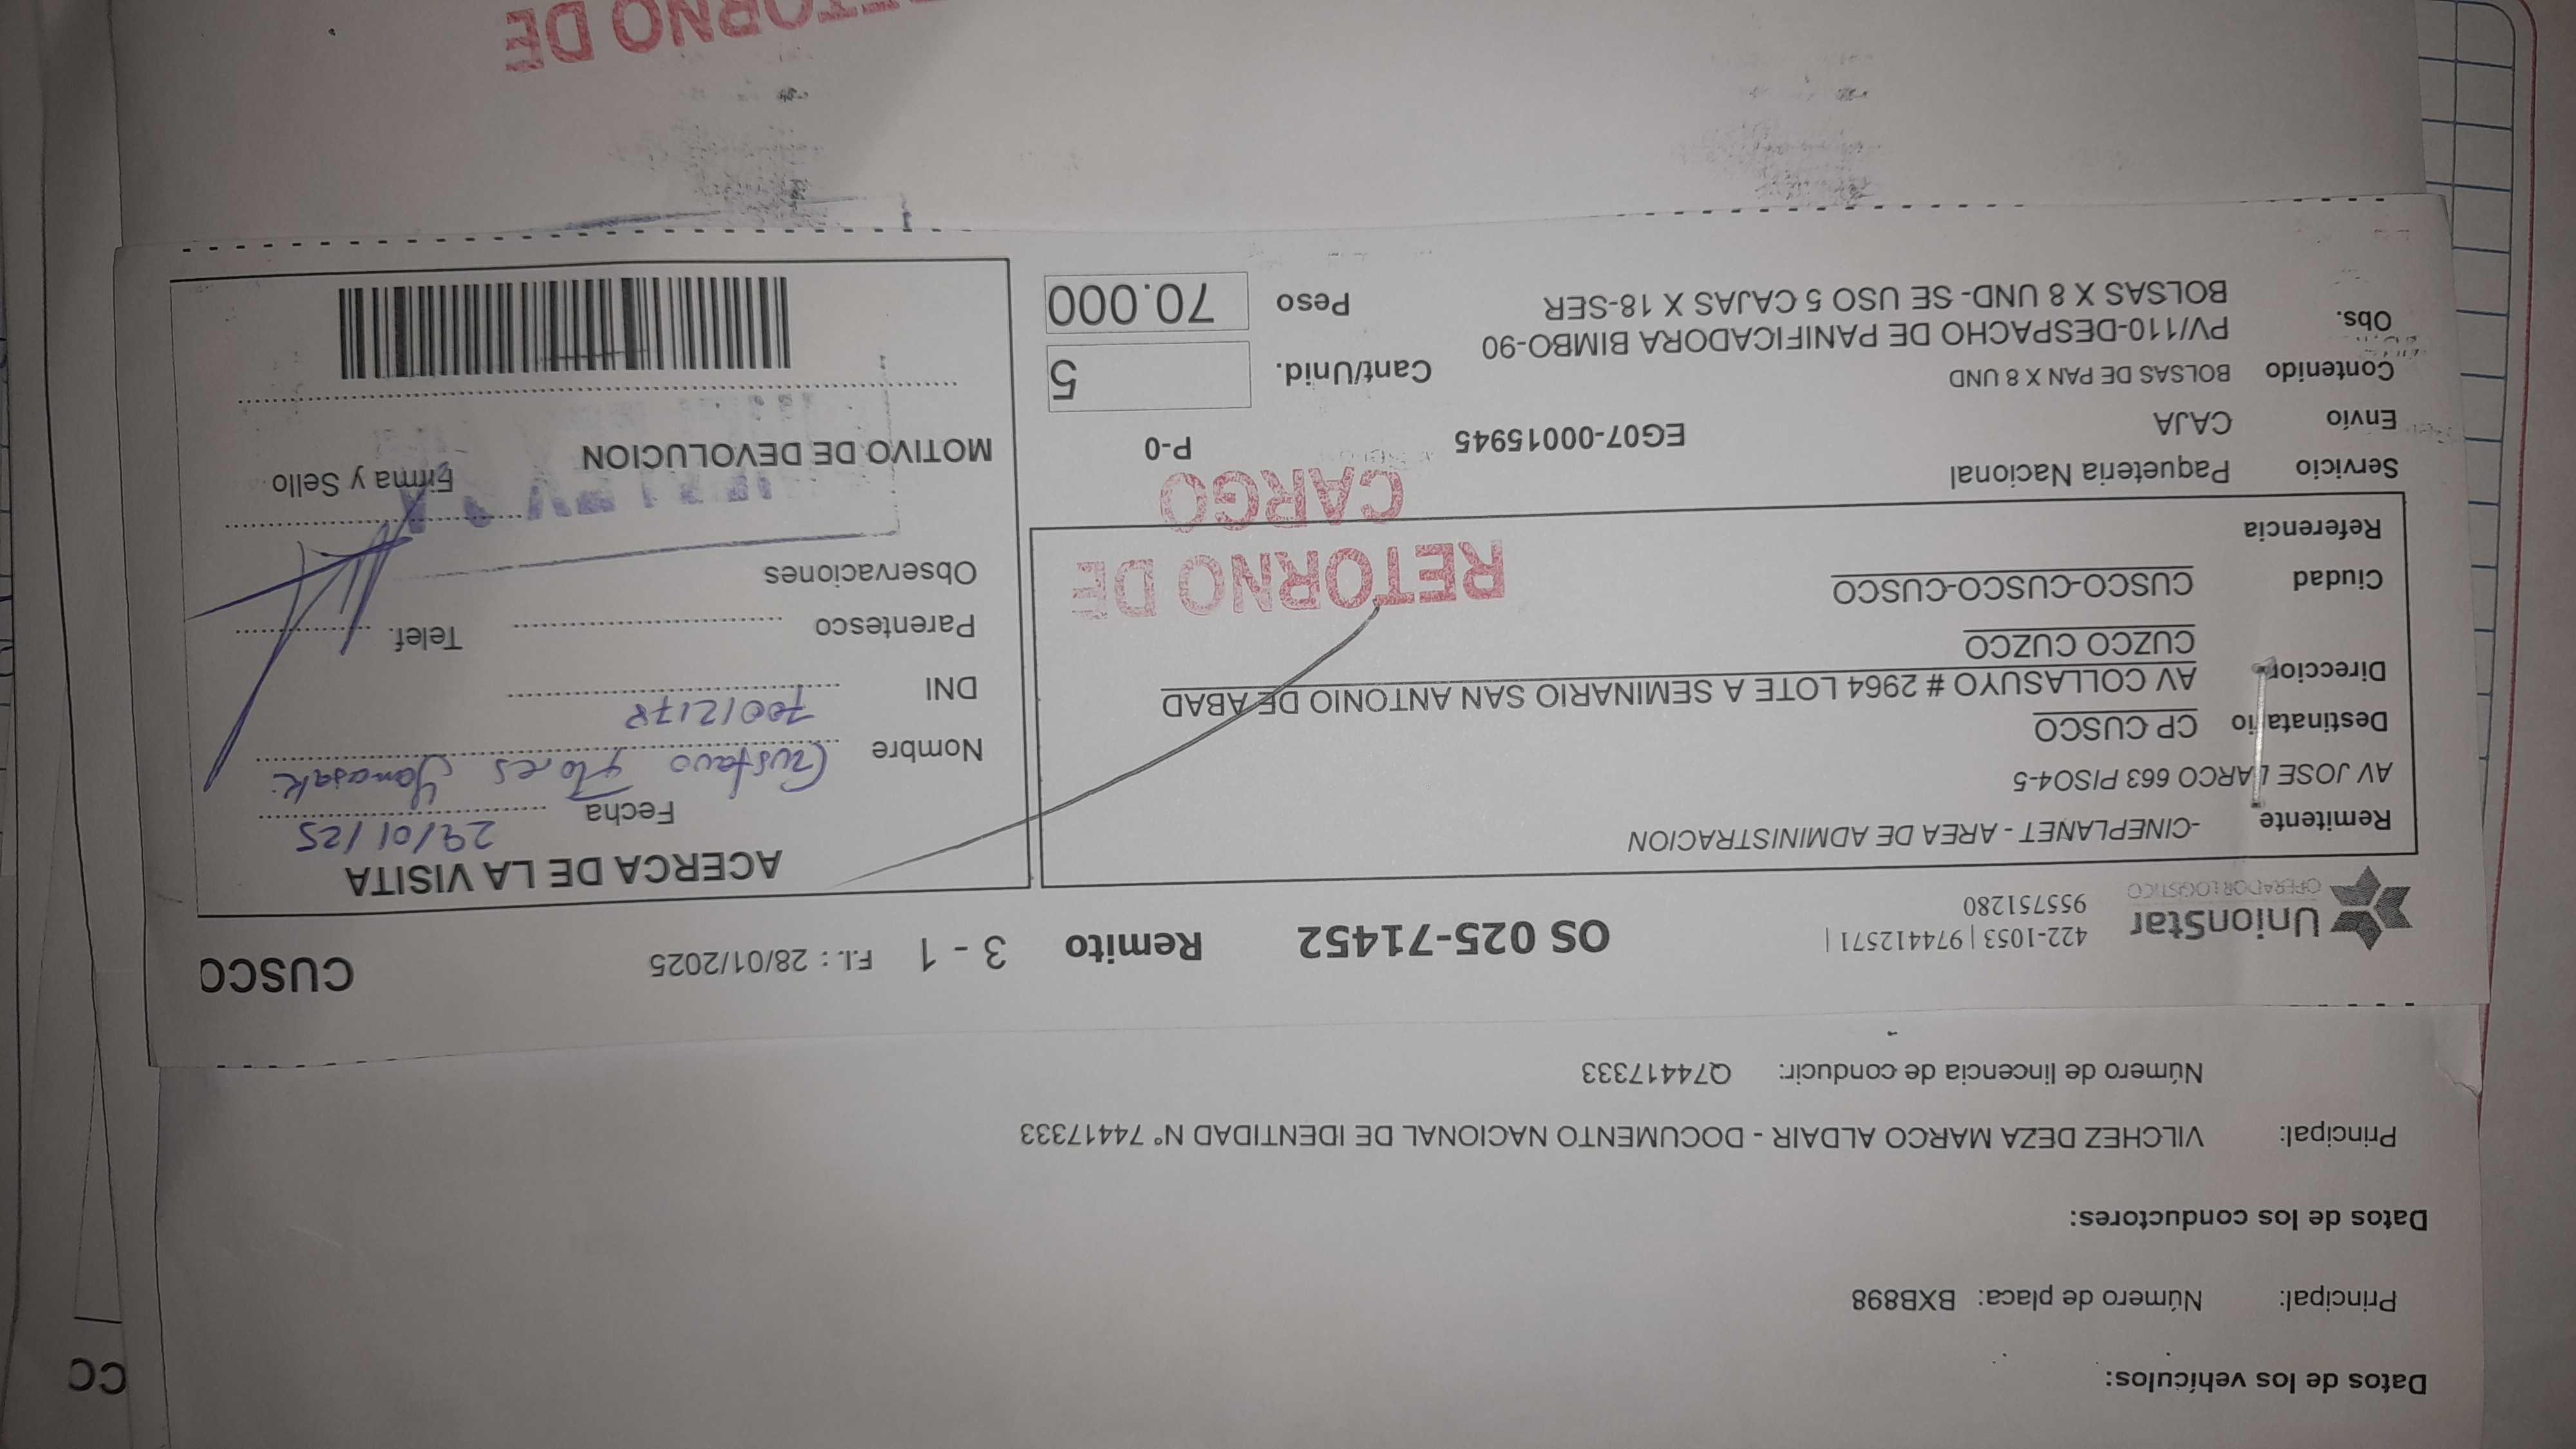 Datos de los vehículos:
Principal: Número de placa: BXB898
Datos de los conductores:
Principal: VILCHEZ DEZA MARCO ALDAIR - DOCUMENTO NACIONAL DE IDENTIDAD N° 74417333
Número de lincencia de conducir: Q74417333
UnionStar
OPERADOR LOGISTICO
422-1053 | 974412571 |
955751280
OS 025-71452 Remito 3 - 1 F.I. : 28/01/2025 CUSCO
Remitente -CINEPLANET - AREA DE ADMINISTRACION
AV JOSE LARCO 663 PISO4-5
Destinatario CP CUSCO
Direccion AV COLLASUYO # 2964 LOTE A SEMINARIO SAN ANTONIO DE ABAD
CUZCO CUZCO
Ciudad CUSCO-CUSCO-CUSCO
Referencia
RETORNO DE
CARGO
Servicio Paqueteria Nacional
Envío CAJA EG07-00015945 P-0
Contenido BOLSAS DE PAN X 8 UND Cant/Unid. 5
Obs. PV/110-DESPACHO DE PANIFICADORA BIMBO-90
BOLSAS X 8 UND- SE USO 5 CAJAS X 18-SER Peso 70.000
ACERCA DE LA VISITA
Fecha 29/01/25
Nombre Gustavo Flores Yamasaki
DNI 70012178
Parentesco Telef.
Observaciones
Firma y Sello
MOTIVO DE DEVOLUCION
RETORNO DE
CC